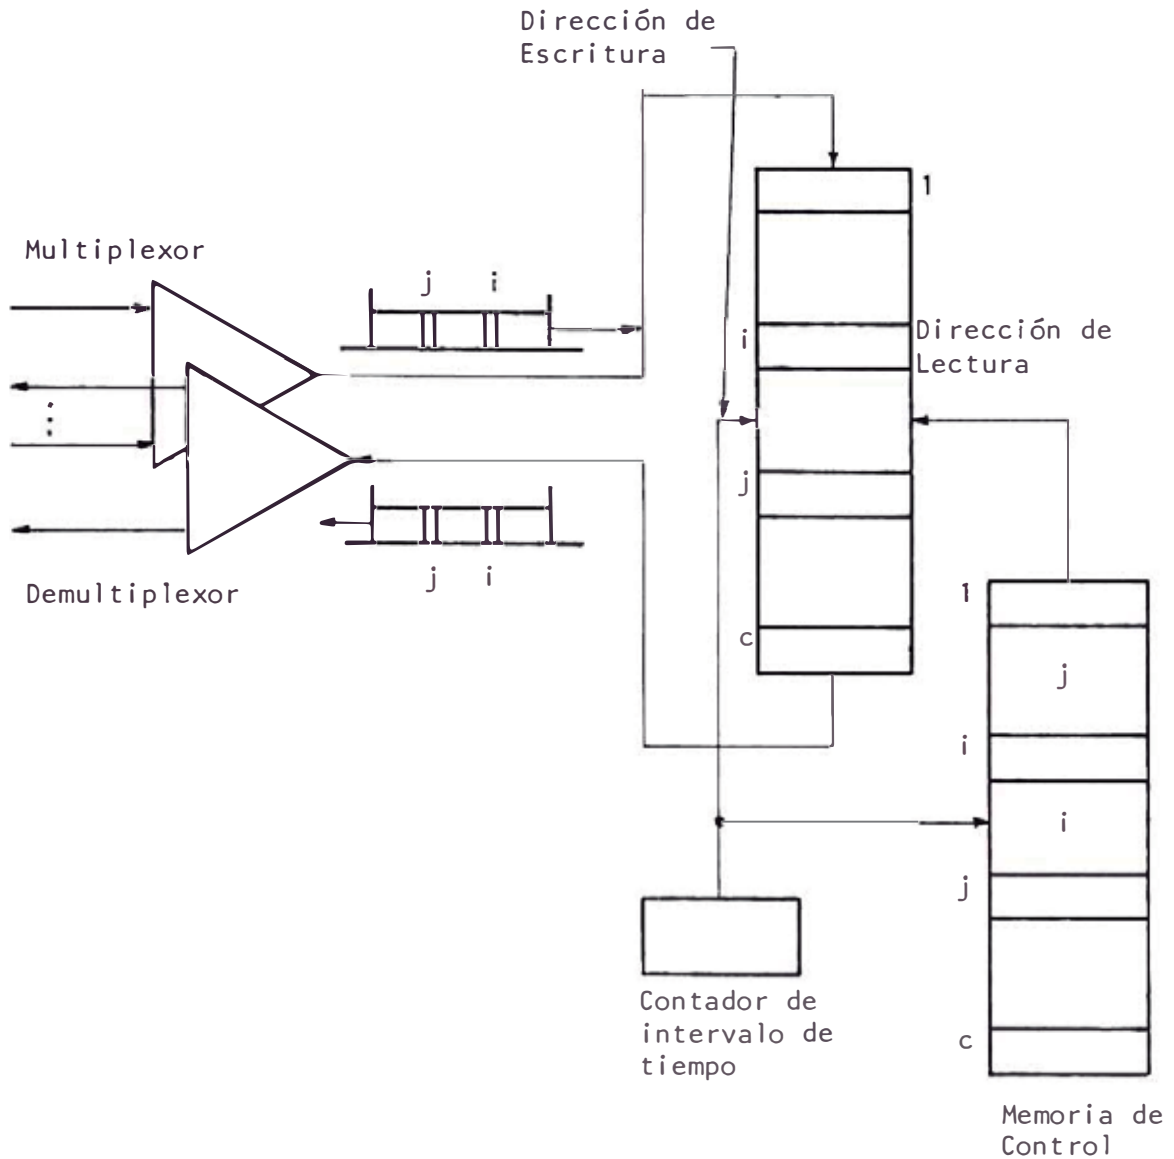 Dirección de
Escritura
1
Multiplexor
j i
i
Dirección de
Lectura
j
j i
Demultiplexor
1
c
j
i
i
j
Contador de
intervalo de
tiempo
c
Memoria de
Control